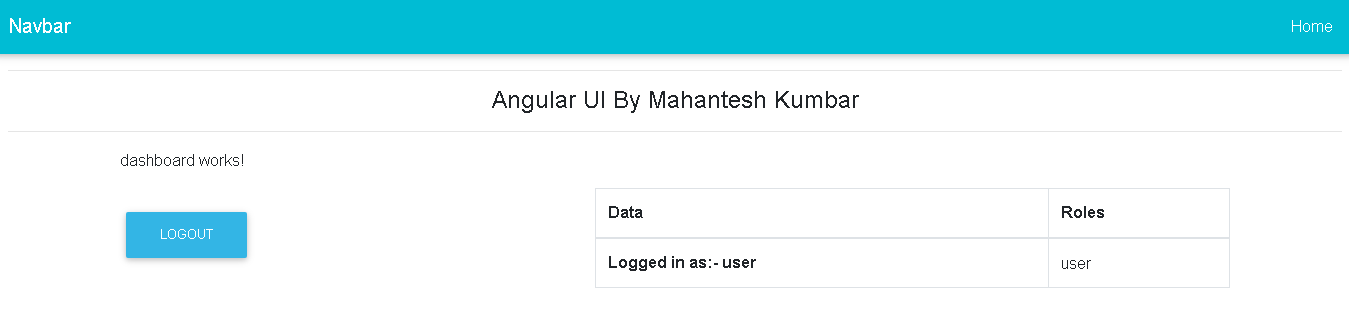 Navbar Home
Angular UI By Mahantesh Kumbar
dashboard works!
LOGOUT
Data Roles
Logged in as:- user user